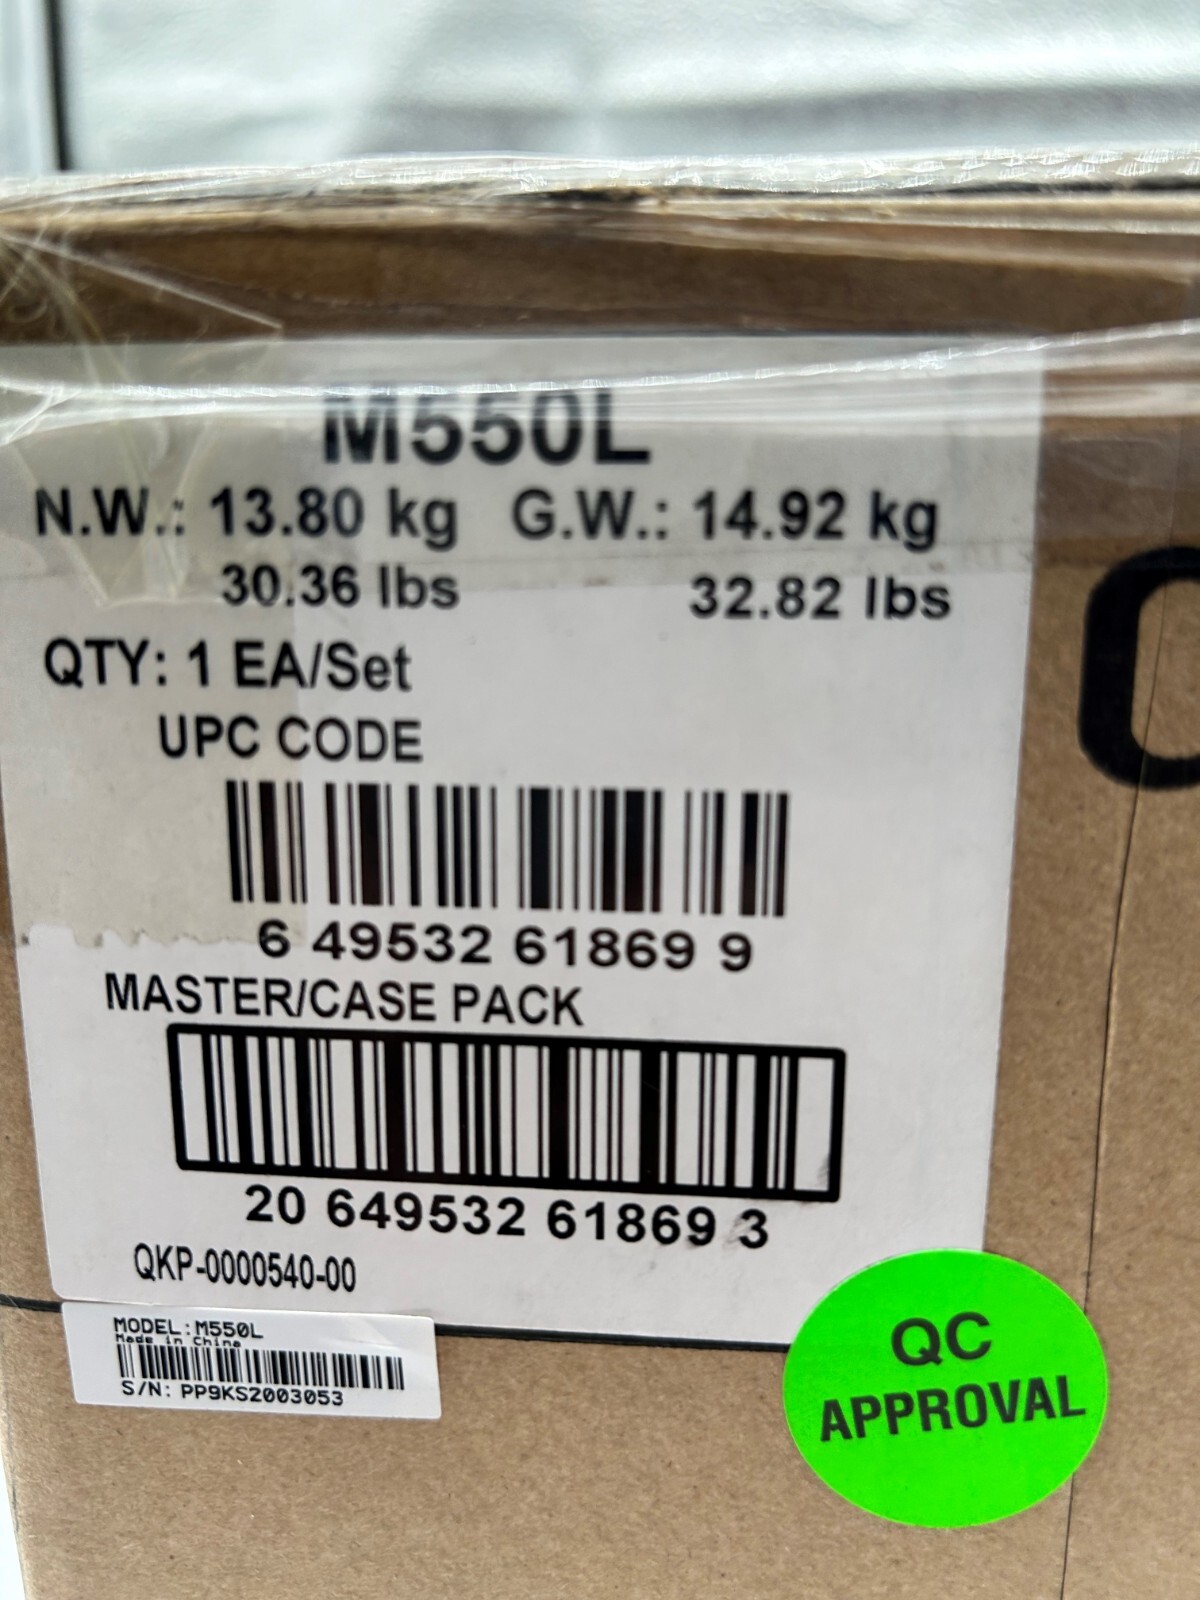 M550L
N.W.: 13.80 kg G.W.: 14.92 kg
30.36 lbs 32.82 lbs
QTY: 1 EA/Set
UPC CODE
6 49532 61869 9
MASTER/CASE PACK
20 649532 61869 3
QKP-0000540-00
MODEL:M550L
Made in China
S/N: PP9KS2003053
QC
APPROVAL